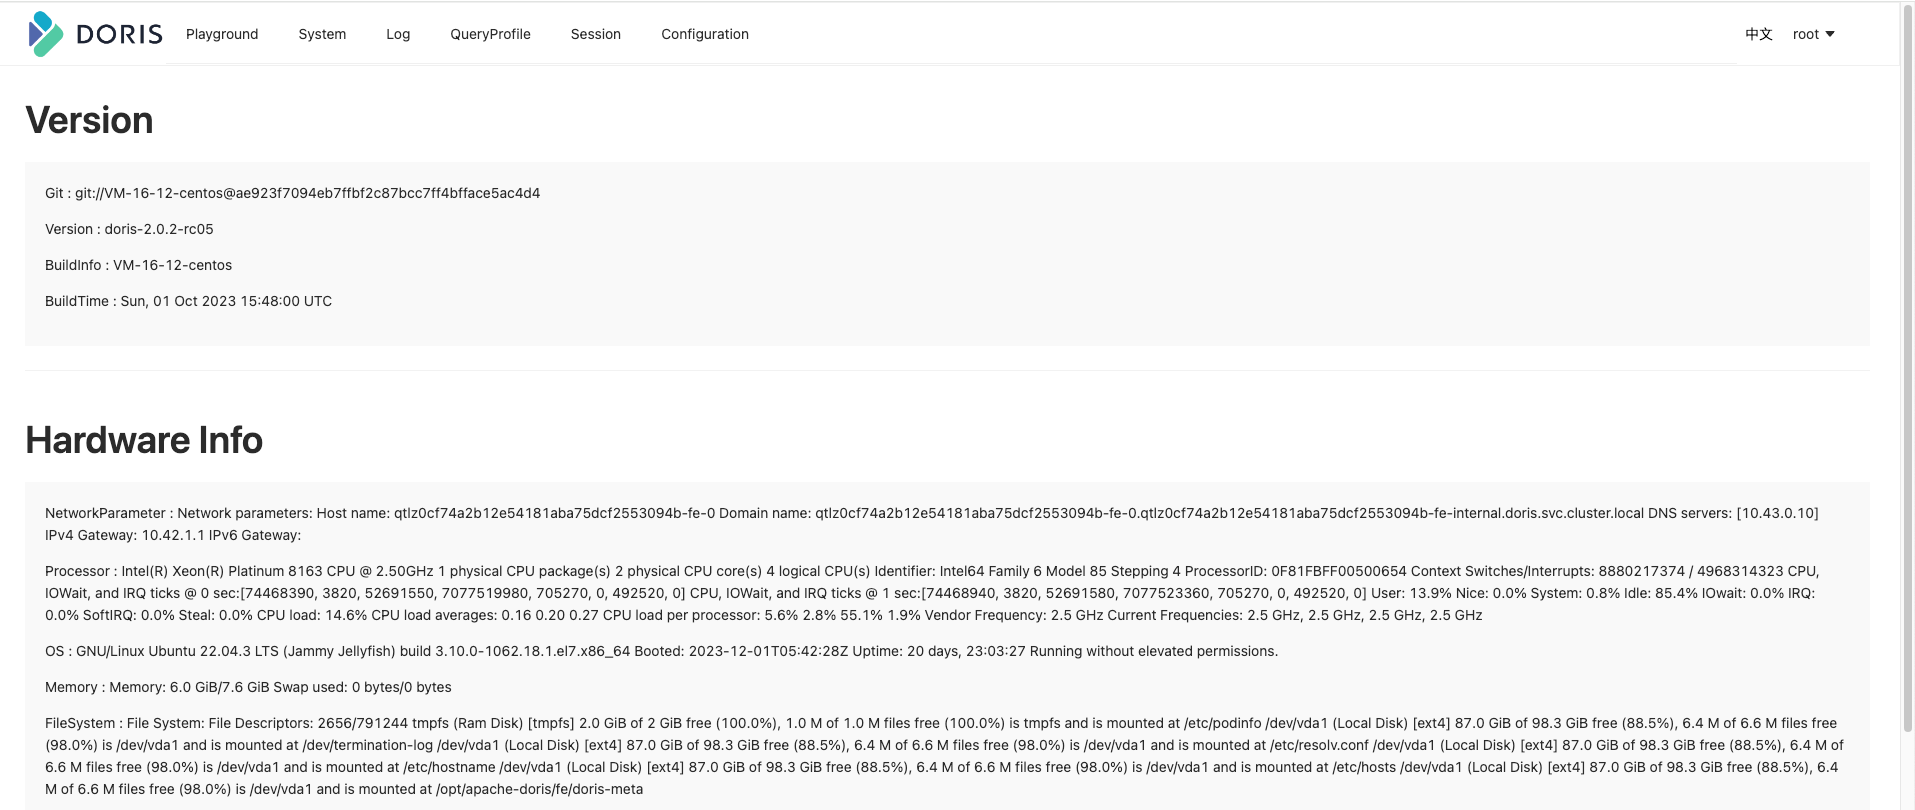 DORIS Playground System Log QueryProfile Session Configuration 中文 root
Version
Git : git://VM-16-12-centos@ae923f7094eb7ffbf2c87bcc7ff4bfface5ac4d4
Version : doris-2.0.2-rc05
BuildInfo : VM-16-12-centos
BuildTime : Sun, 01 Oct 2023 15:48:00 UTC
Hardware Info
NetworkParameter : Network parameters: Host name: qtlz0cf74a2b12e54181aba75dcf2553094b-fe-0 Domain name: qtlz0cf74a2b12e54181aba75dcf2553094b-fe-0.qtlz0cf74a2b12e54181aba75dcf2553094b-fe-internal.doris.svc.cluster.local DNS servers: [10.43.0.10]
IPv4 Gateway: 10.42.1.1 IPv6 Gateway:
Processor : Intel(R) Xeon(R) Platinum 8163 CPU @ 2.50GHz 1 physical CPU package(s) 2 physical CPU core(s) 4 logical CPU(s) Identifier: Intel64 Family 6 Model 85 Stepping 4 ProcessorID: 0F81FBFF00500654 Context Switches/Interrupts: 8880217374 / 4968314323 CPU,
IOWait, and IRQ ticks @ 0 sec:[74468390, 3820, 52691550, 7077519980, 705270, 0, 492520, 0] CPU, IOWait, and IRQ ticks @ 1 sec:[74468940, 3820, 52691580, 7077523360, 705270, 0, 492520, 0] User: 13.9% Nice: 0.0% System: 0.8% Idle: 85.4% IOwait: 0.0% IRQ:
0.0% SoftIRQ: 0.0% Steal: 0.0% CPU load: 14.6% CPU load averages: 0.16 0.20 0.27 CPU load per processor: 5.6% 2.8% 55.1% 1.9% Vendor Frequency: 2.5 GHz Current Frequencies: 2.5 GHz, 2.5 GHz, 2.5 GHz, 2.5 GHz
OS : GNU/Linux Ubuntu 22.04.3 LTS (Jammy Jellyfish) build 3.10.0-1062.18.1.el7.x86_64 Booted: 2023-12-01T05:42:28Z Uptime: 20 days, 23:03:27 Running without elevated permissions.
Memory : Memory: 6.0 GiB/7.6 GiB Swap used: 0 bytes/0 bytes
FileSystem : File System: File Descriptors: 2656/791244 tmpfs (Ram Disk) [tmpfs] 2.0 GiB of 2 GiB free (100.0%), 1.0 M of 1.0 M files free (100.0%) is tmpfs and is mounted at /etc/podinfo /dev/vda1 (Local Disk) [ext4] 87.0 GiB of 98.3 GiB free (88.5%), 6.4 M of 6.6 M files free
(98.0%) is /dev/vda1 and is mounted at /dev/termination-log /dev/vda1 (Local Disk) [ext4] 87.0 GiB of 98.3 GiB free (88.5%), 6.4 M of 6.6 M files free (98.0%) is /dev/vda1 and is mounted at /etc/resolv.conf /dev/vda1 (Local Disk) [ext4] 87.0 GiB of 98.3 GiB free (88.5%), 6.4 M of
6.6 M files free (98.0%) is /dev/vda1 and is mounted at /etc/hostname /dev/vda1 (Local Disk) [ext4] 87.0 GiB of 98.3 GiB free (88.5%), 6.4 M of 6.6 M files free (98.0%) is /dev/vda1 and is mounted at /etc/hosts /dev/vda1 (Local Disk) [ext4] 87.0 GiB of 98.3 GiB free (88.5%), 6.4
M of 6.6 M files free (98.0%) is /dev/vda1 and is mounted at /opt/apache-doris/fe/doris-meta